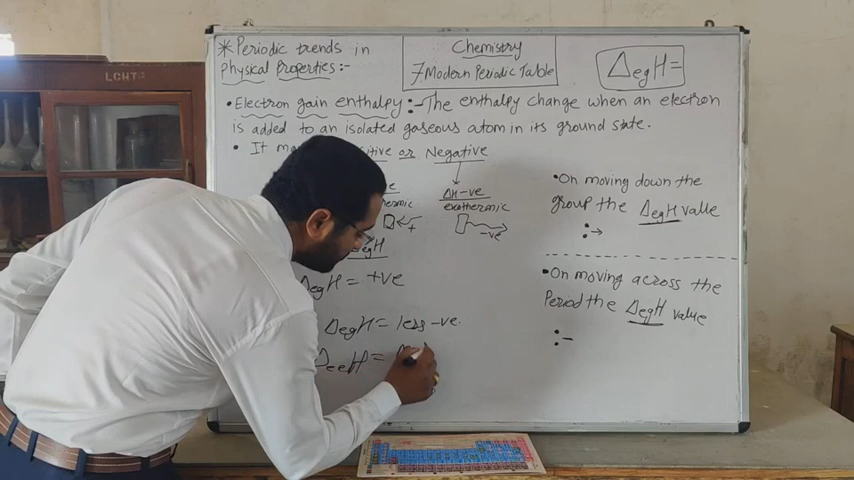 *Periodic trends in
Physical Properties:-
Chemistry
7 Modern Periodic Table
ΔegH=
LCHT
•Electron gain enthalpy:- The enthalpy change when an electron
is added to an isolated gaseous atom in its ground state.
• It or Negative
ΔH-ve
exothermic
+
-ve
egH
ΔegH = +ve
ΔegH = less -ve.
eeH =
•On moving down the
group the ΔegH value
:→
•On moving across the
Period the ΔegH value
:-